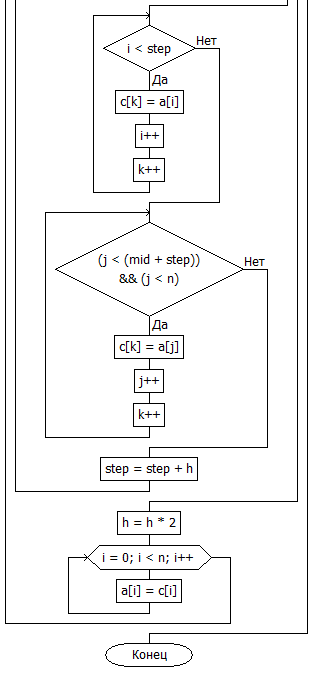 i < step
Нет
Да
c[k] = a[i]
i++
k++
(j < (mid + step))
&& (j < n)
Нет
Да
c[k] = a[j]
j++
k++
step = step + h
h = h * 2
i = 0; i < n; i++
a[i] = c[i]
Конец